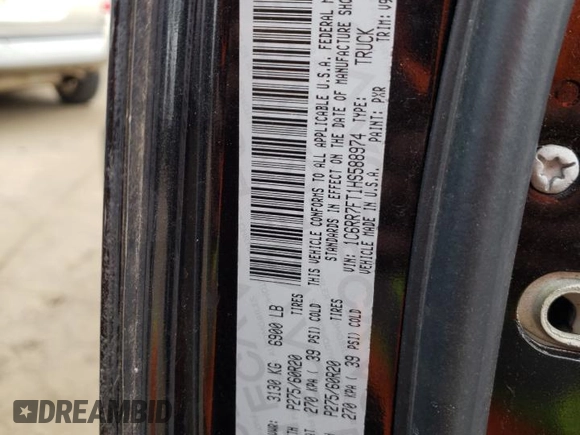 3130 KG 6900 LB
P275/60R20 TIRES
270 KPA ( 39 PSI) COLD
P275/60R20 TIRES
270 KPA ( 39 PSI) COLD
THIS VEHICLE CONFORMS TO ALL APPLICABLE U.S.A. FEDERAL
STANDARDS IN EFFECT ON THE DATE OF MANUFACTURE
VIN: 1C6RR7FT1HS588974 TYPE: TRUCK
VEHICLE MADE IN U.S.A. PAINT: PXR TRIM:
DREAMBID